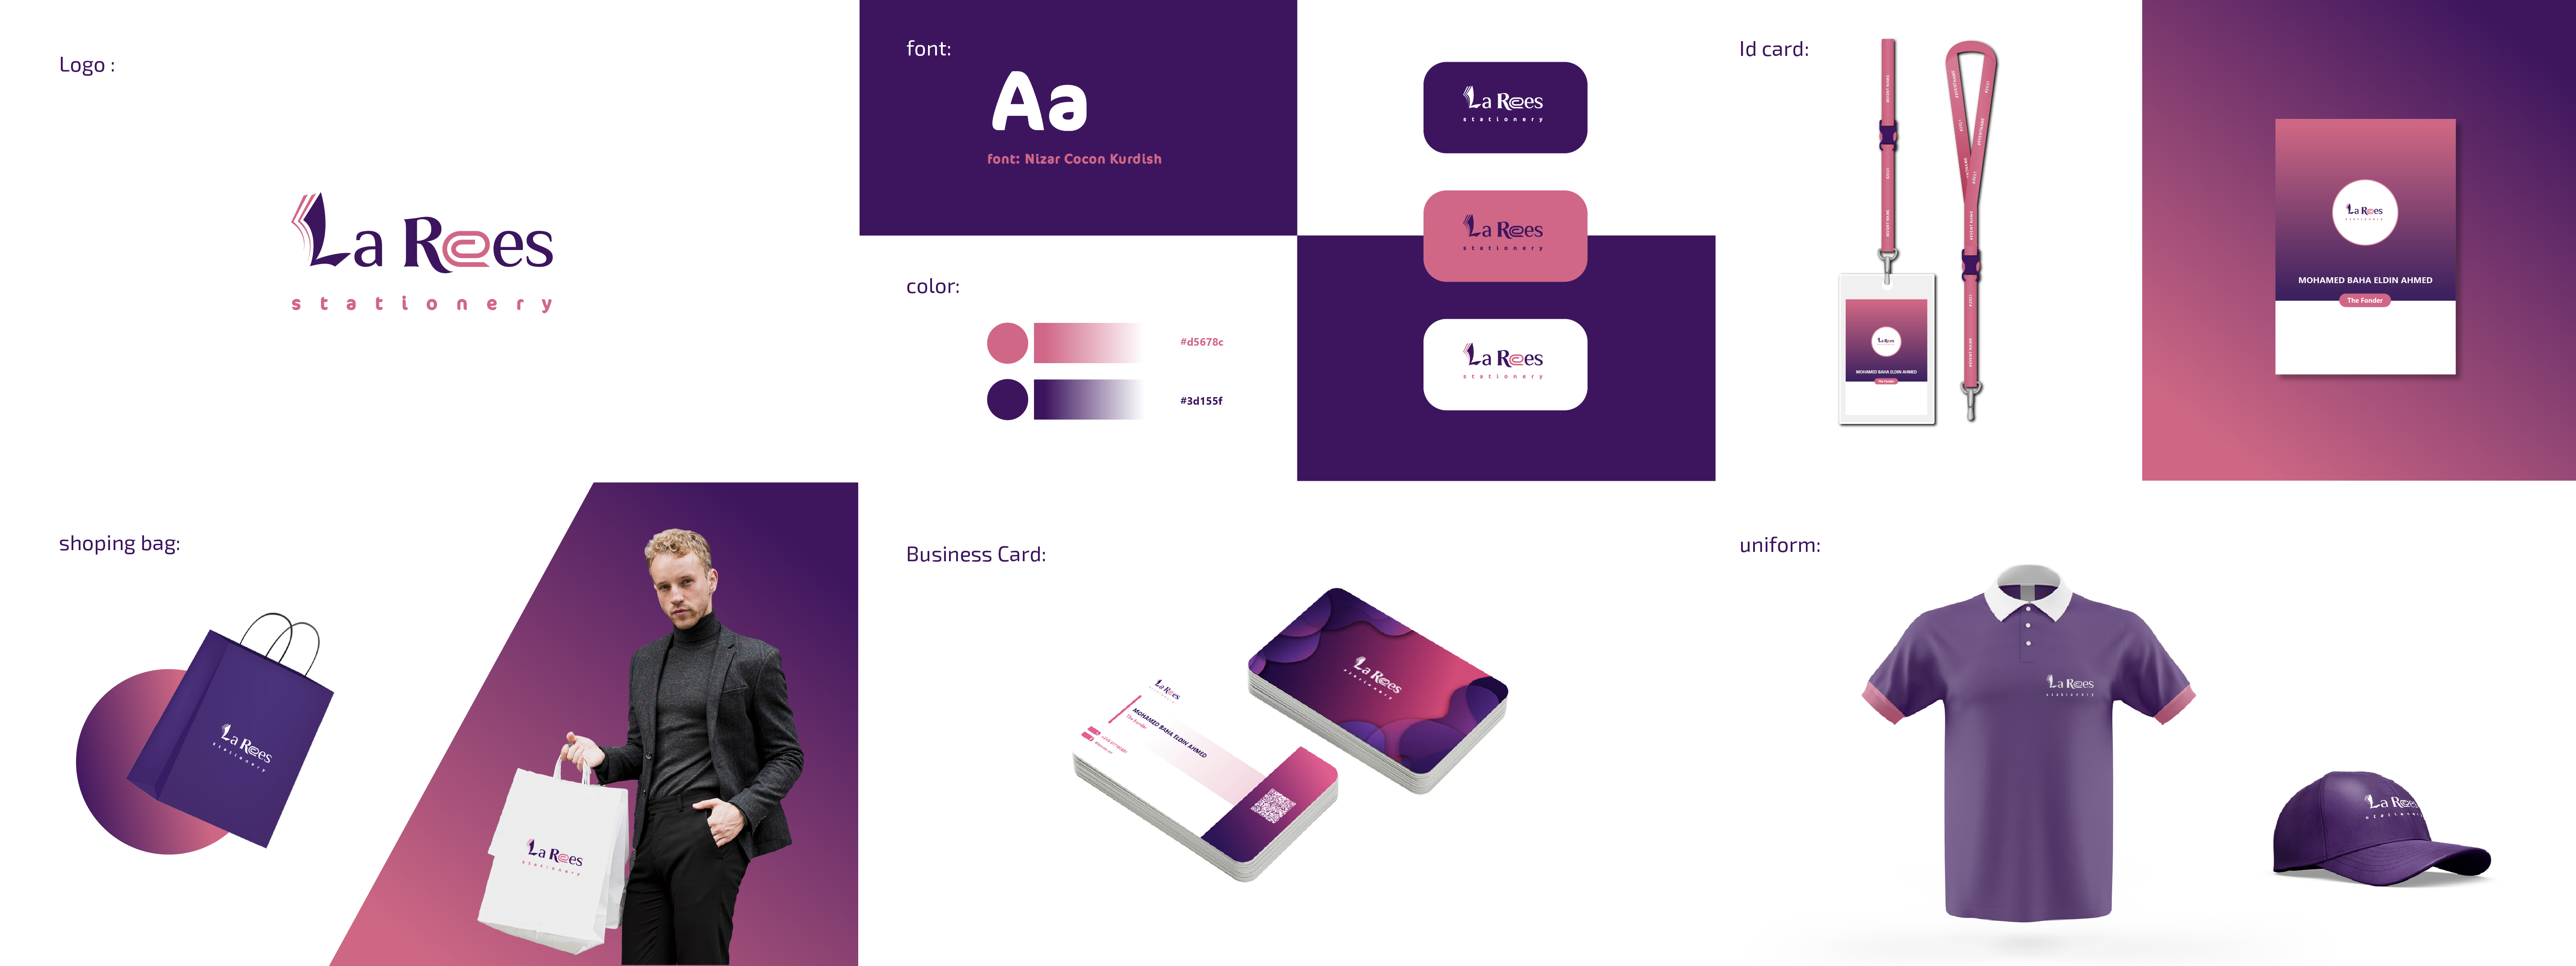 Logo :
La Rees
stationery
font:
Aa
font: Nizar Cocon Kurdish
color:
#d5678c
#3d155f
La Rees
stationery
La Rees
stationery
La Rees
stationery
Id card:
La Rees
MOHAMED BAHA ELDIN AHMED
The Fonder
La Rees
stationery
MOHAMED BAHA ELDIN AHMED
The Fonder
shoping bag:
La Rees
stationery
La Rees
stationery
Business Card:
La Rees
stationery
La Rees
MOHAMED BAHA ELDIN AHMED
The Fonder
uniform:
La Rees
stationery
La Rees
stationery